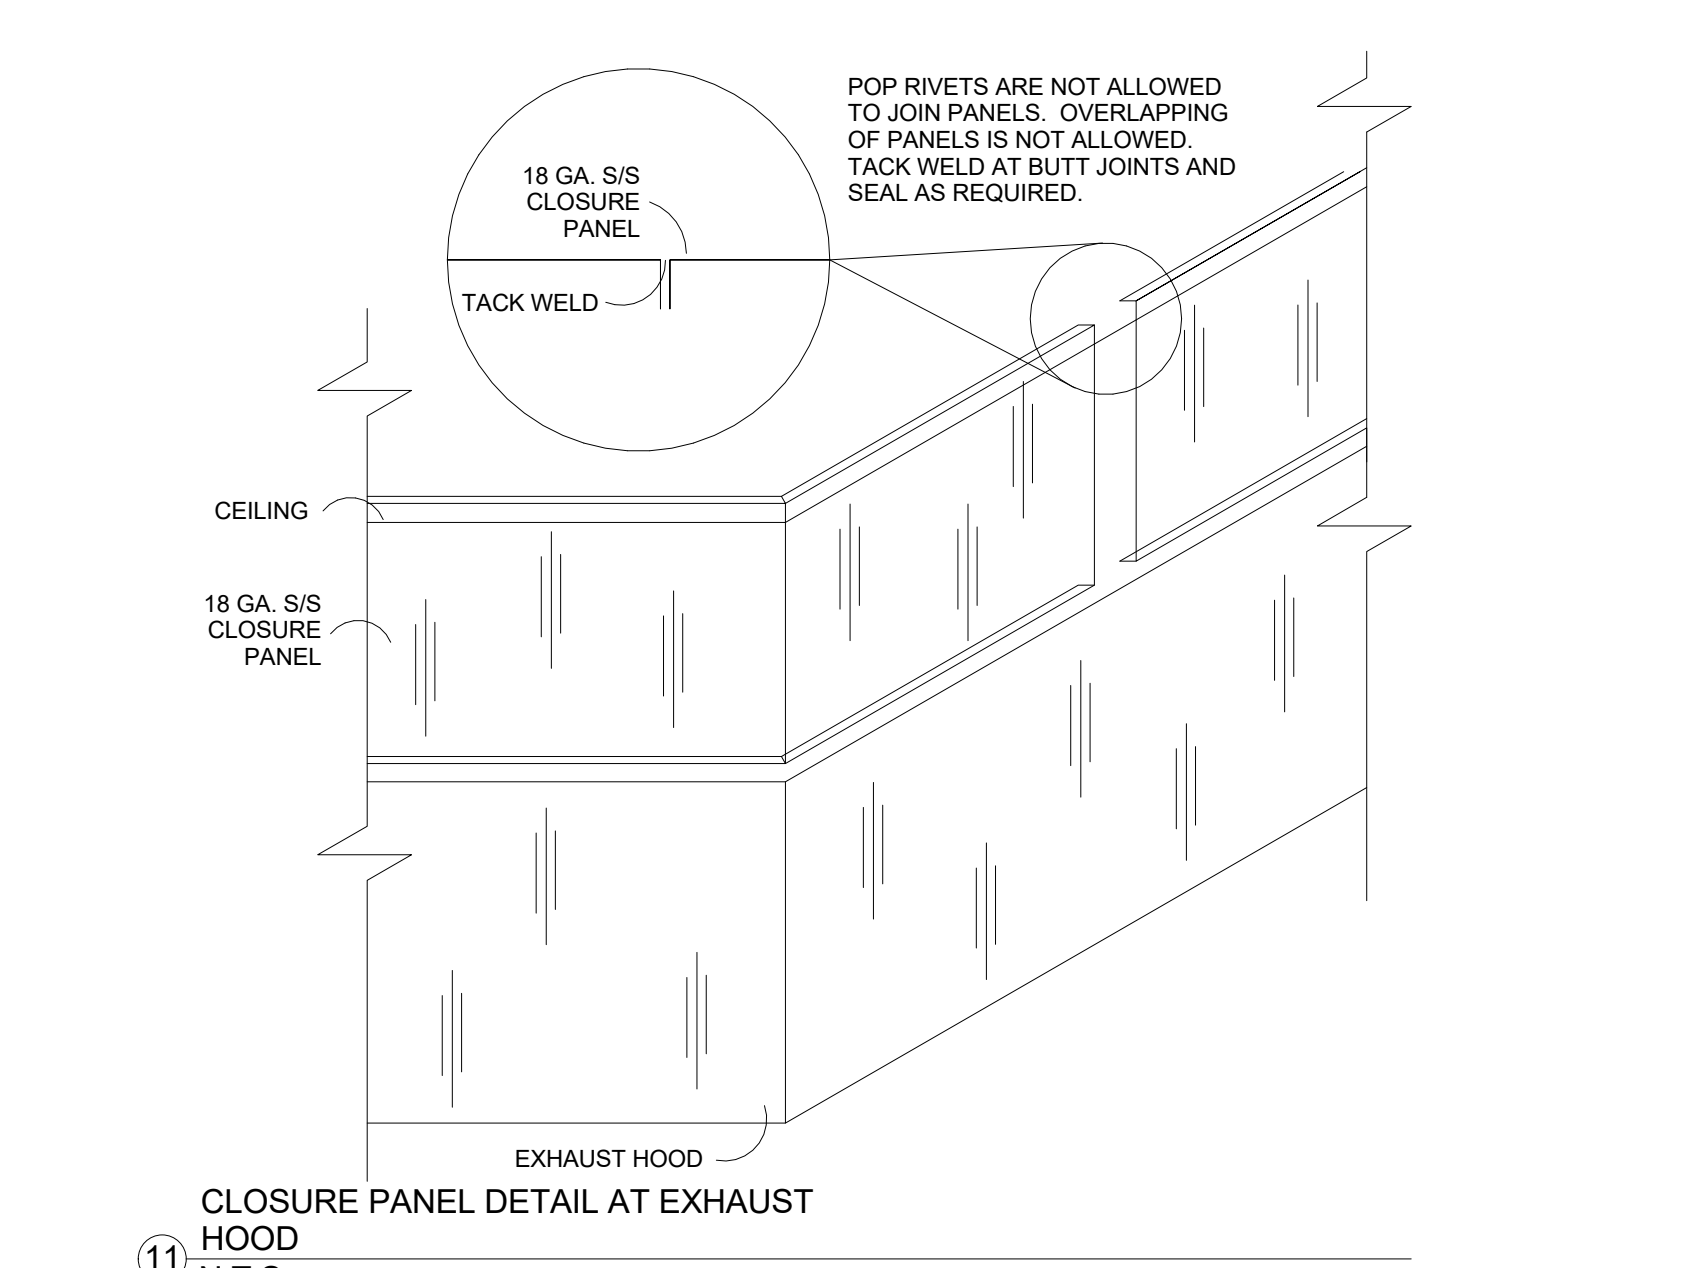 POP RIVETS ARE NOT ALLOWED
TO JOIN PANELS.  OVERLAPPING
OF PANELS IS NOT ALLOWED.
TACK WELD AT BUTT JOINTS AND
SEAL AS REQUIRED.
18 GA. S/S
CLOSURE
PANEL
TACK WELD
CEILING
18 GA. S/S
CLOSURE
PANEL
EXHAUST HOOD
CLOSURE PANEL DETAIL AT EXHAUST
HOOD
11